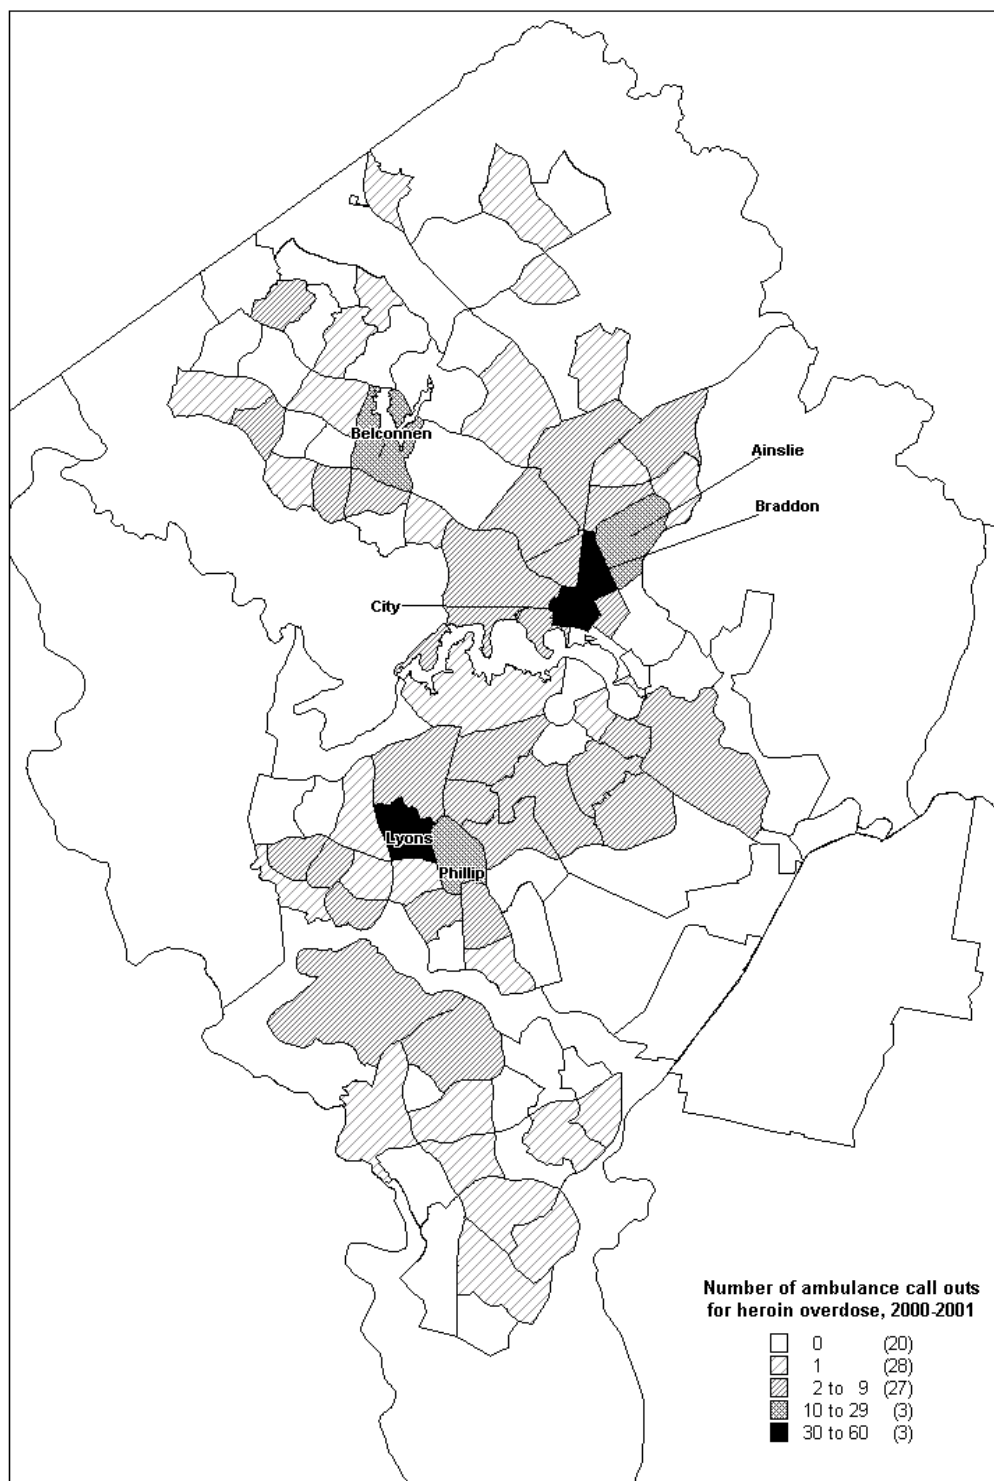 Belconnen
Ainslie
Braddon
City
Lyons
Phillip
Number of ambulance call outs
for heroin overdose, 2000-2001
0 (20)
1 (28)
2 to 9 (27)
10 to 29 (3)
30 to 60 (3)